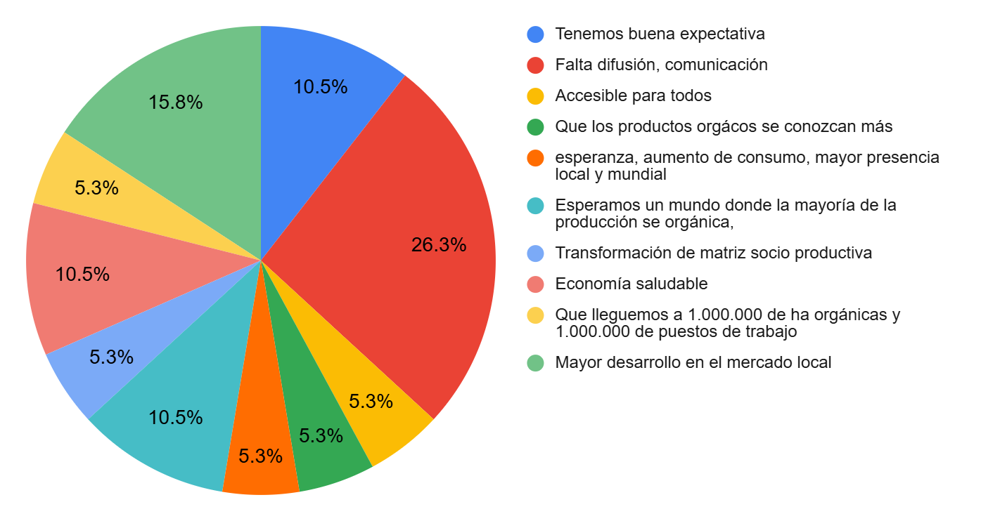 Tenemos buena expectativa
Falta difusión, comunicación
Accesible para todos
Que los productos orgácos se conozcan más
esperanza, aumento de consumo, mayor presencia
local y mundial
Esperamos un mundo donde la mayoría de la
producción se orgánica,
Transformación de matriz socio productiva
Economía saludable
Que lleguemos a 1.000.000 de ha orgánicas y
1.000.000 de puestos de trabajo
Mayor desarrollo en el mercado local
10.5%
26.3%
5.3%
5.3%
5.3%
10.5%
5.3%
10.5%
5.3%
15.8%